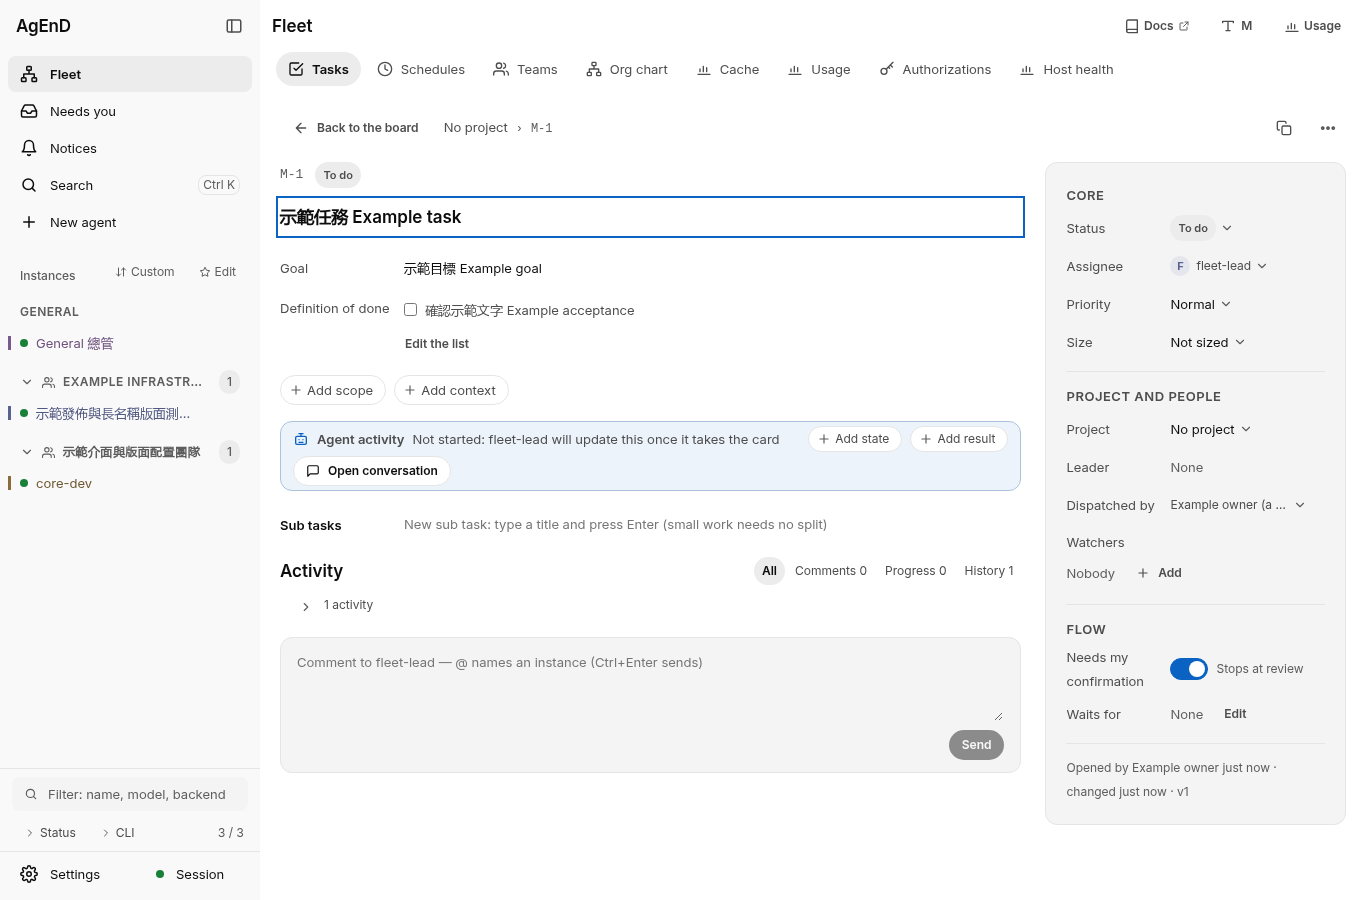 AgEnD
Fleet
Needs you
Notices
Search Ctrl K
New agent
Instances Custom Edit
GENERAL
General 總管
EXAMPLE INFRASTR... 1
示範發佈與長名稱版面測...
示範介面與版面配置團隊 1
core-dev
Filter: name, model, backend
Status CLI 3 / 3
Settings Session
Fleet
Docs M Usage
Tasks Schedules Teams Org chart Cache Usage Authorizations Host health
Back to the board No project › M-1
M-1 To do
示範任務 Example task
Goal 示範目標 Example goal
Definition of done 確認示範文字 Example acceptance
Edit the list
Add scope Add context
Agent activity Not started: fleet-lead will update this once it takes the card Add state Add result
Open conversation
Sub tasks New sub task: type a title and press Enter (small work needs no split)
Activity All Comments 0 Progress 0 History 1
1 activity
Comment to fleet-lead — @ names an instance (Ctrl+Enter sends)
Send
CORE
Status To do
Assignee F fleet-lead
Priority Normal
Size Not sized
PROJECT AND PEOPLE
Project No project
Leader None
Dispatched by Example owner (a ...
Watchers
Nobody Add
FLOW
Needs my
confirmation Stops at review
Waits for None Edit
Opened by Example owner just now ·
changed just now · v1